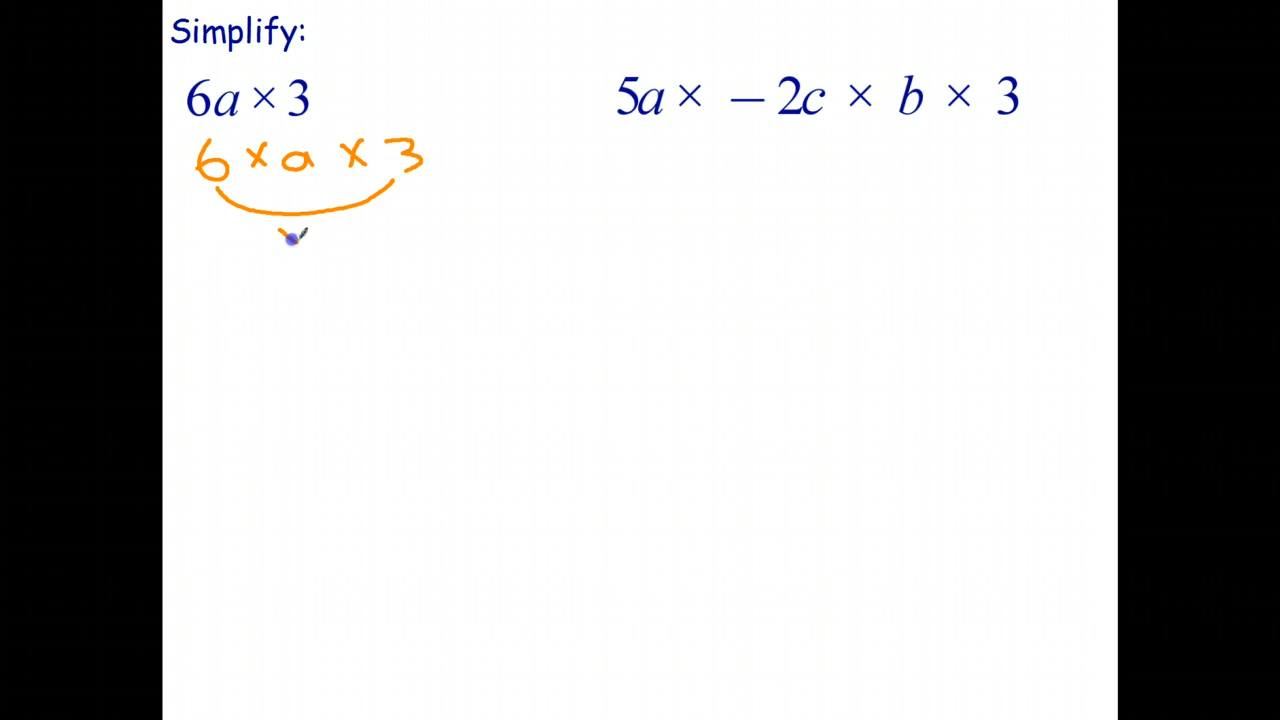 Simplify:
6a × 3
6 × a × 3
5a × − 2c × b × 3